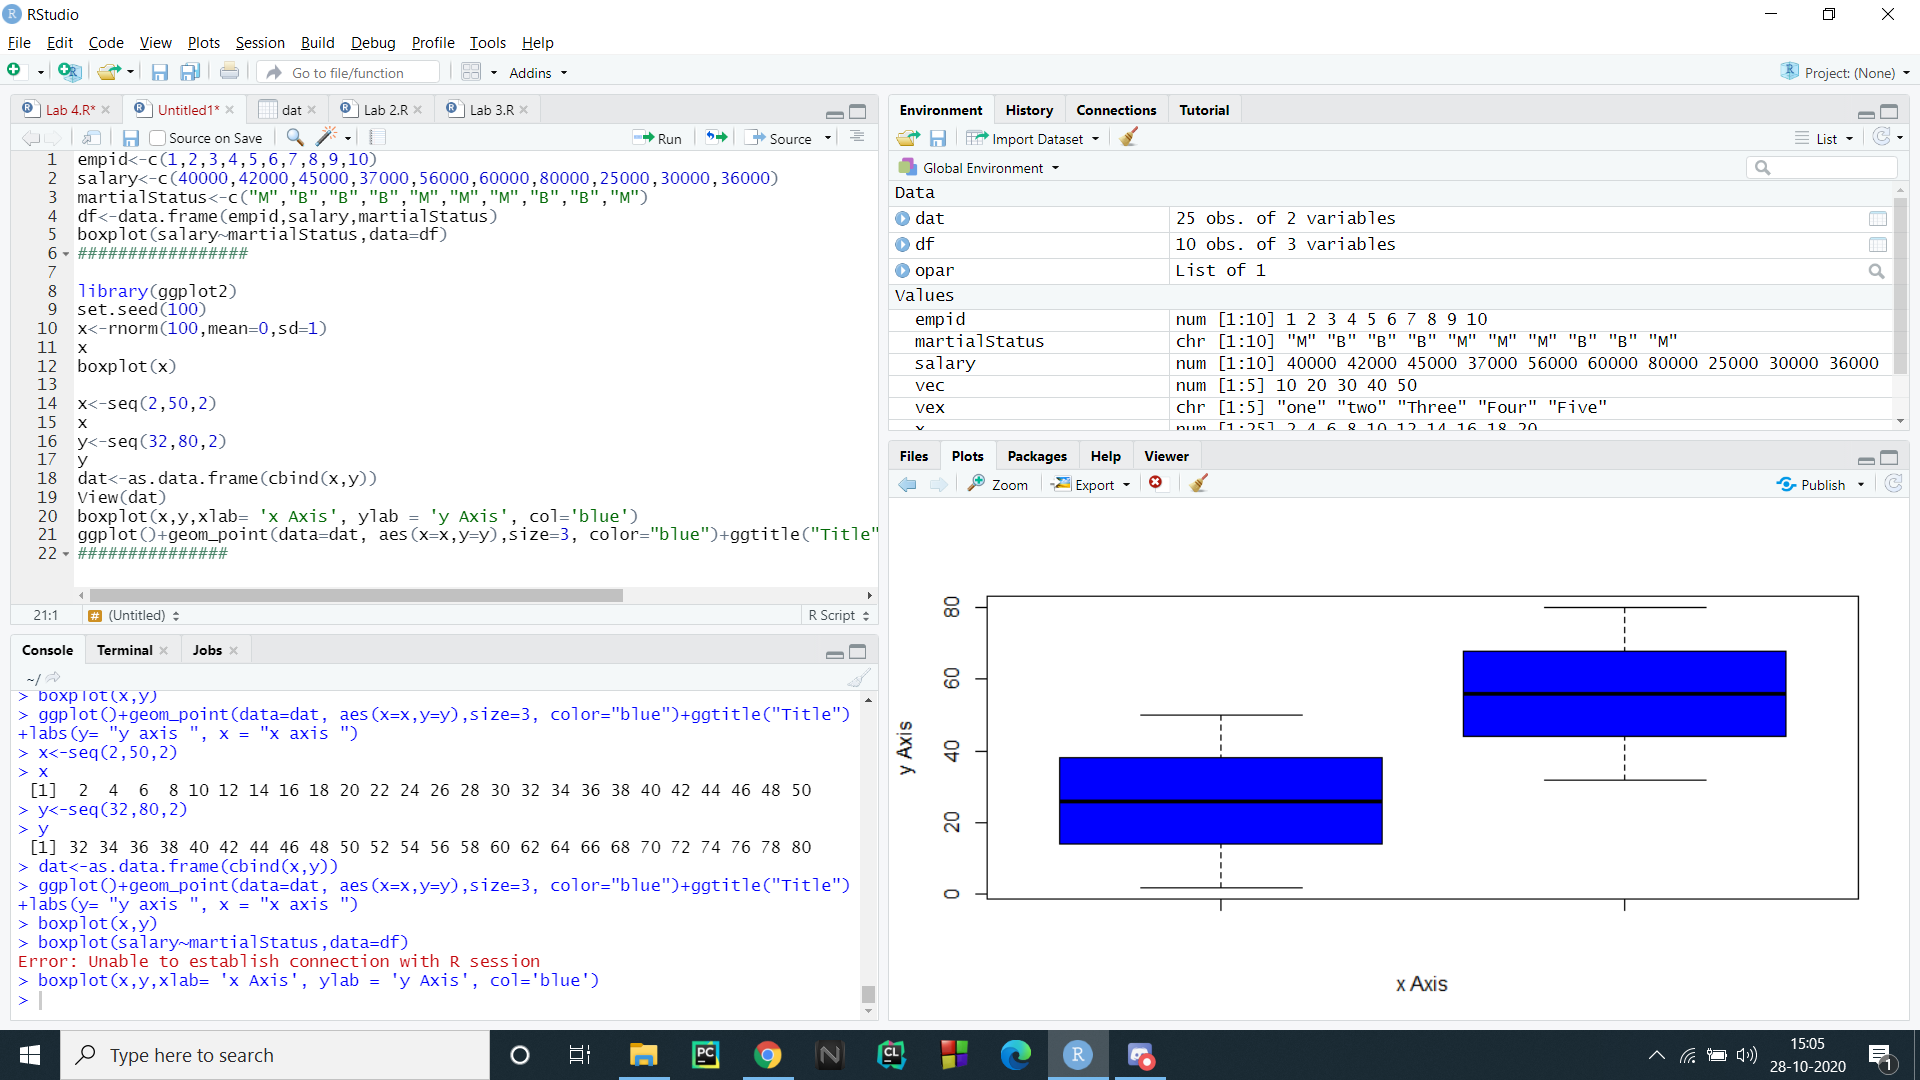 RStudio
File Edit Code View Plots Session Build Debug Profile Tools Help
Go to file/function Addins Project: (None)
Lab 4.R* Untitled1* dat Lab 2.R Lab 3.R
Source on Save Run Source
1 empid<-c(1,2,3,4,5,6,7,8,9,10)
2 salary<-c(40000,42000,45000,37000,56000,60000,80000,25000,30000,36000)
3 martialStatus<-c("M","B","B","B","M","M","M","B","B","M")
4 df<-data.frame(empid,salary,martialStatus)
5 boxplot(salary~martialStatus,data=df)
6 #################
7
8 library(ggplot2)
9 set.seed(100)
10 x<-rnorm(100,mean=0,sd=1)
11 x
12 boxplot(x)
13
14 x<-seq(2,50,2)
15 x
16 y<-seq(32,80,2)
17 y
18 dat<-as.data.frame(cbind(x,y))
19 View(dat)
20 boxplot(x,y,xlab= 'x Axis', ylab = 'y Axis', col='blue')
21 ggplot()+geom_point(data=dat, aes(x=x,y=y),size=3, color="blue")+ggtitle("Title"
22 ###############
21:1 # (Untitled) R Script
Console Terminal Jobs
~/
> boxplot(x,y)
> ggplot()+geom_point(data=dat, aes(x=x,y=y),size=3, color="blue")+ggtitle("Title")
+labs(y= "y axis ", x = "x axis ")
> x<-seq(2,50,2)
> x
[1] 2 4 6 8 10 12 14 16 18 20 22 24 26 28 30 32 34 36 38 40 42 44 46 48 50
> y<-seq(32,80,2)
> y
[1] 32 34 36 38 40 42 44 46 48 50 52 54 56 58 60 62 64 66 68 70 72 74 76 78 80
> dat<-as.data.frame(cbind(x,y))
> ggplot()+geom_point(data=dat, aes(x=x,y=y),size=3, color="blue")+ggtitle("Title")
+labs(y= "y axis ", x = "x axis ")
> boxplot(x,y)
> boxplot(salary~martialStatus,data=df)
Error: Unable to establish connection with R session
> boxplot(x,y,xlab= 'x Axis', ylab = 'y Axis', col='blue')
>
Environment History Connections Tutorial
Import Dataset List
Global Environment
Data
dat 25 obs. of 2 variables
df 10 obs. of 3 variables
opar List of 1
Values
empid num [1:10] 1 2 3 4 5 6 7 8 9 10
martialStatus chr [1:10] "M" "B" "B" "B" "M" "M" "M" "B" "B" "M"
salary num [1:10] 40000 42000 45000 37000 56000 60000 80000 25000 30000 36000
vec num [1:5] 10 20 30 40 50
vex chr [1:5] "one" "two" "Three" "Four" "Five"
x num [1:25] 2 4 6 8 10 12 14 16 18 20
Files Plots Packages Help Viewer
Zoom Export Publish
80
60
40
20
0
y Axis
x Axis
Type here to search
PC
CL
R
15:05
28-10-2020
1